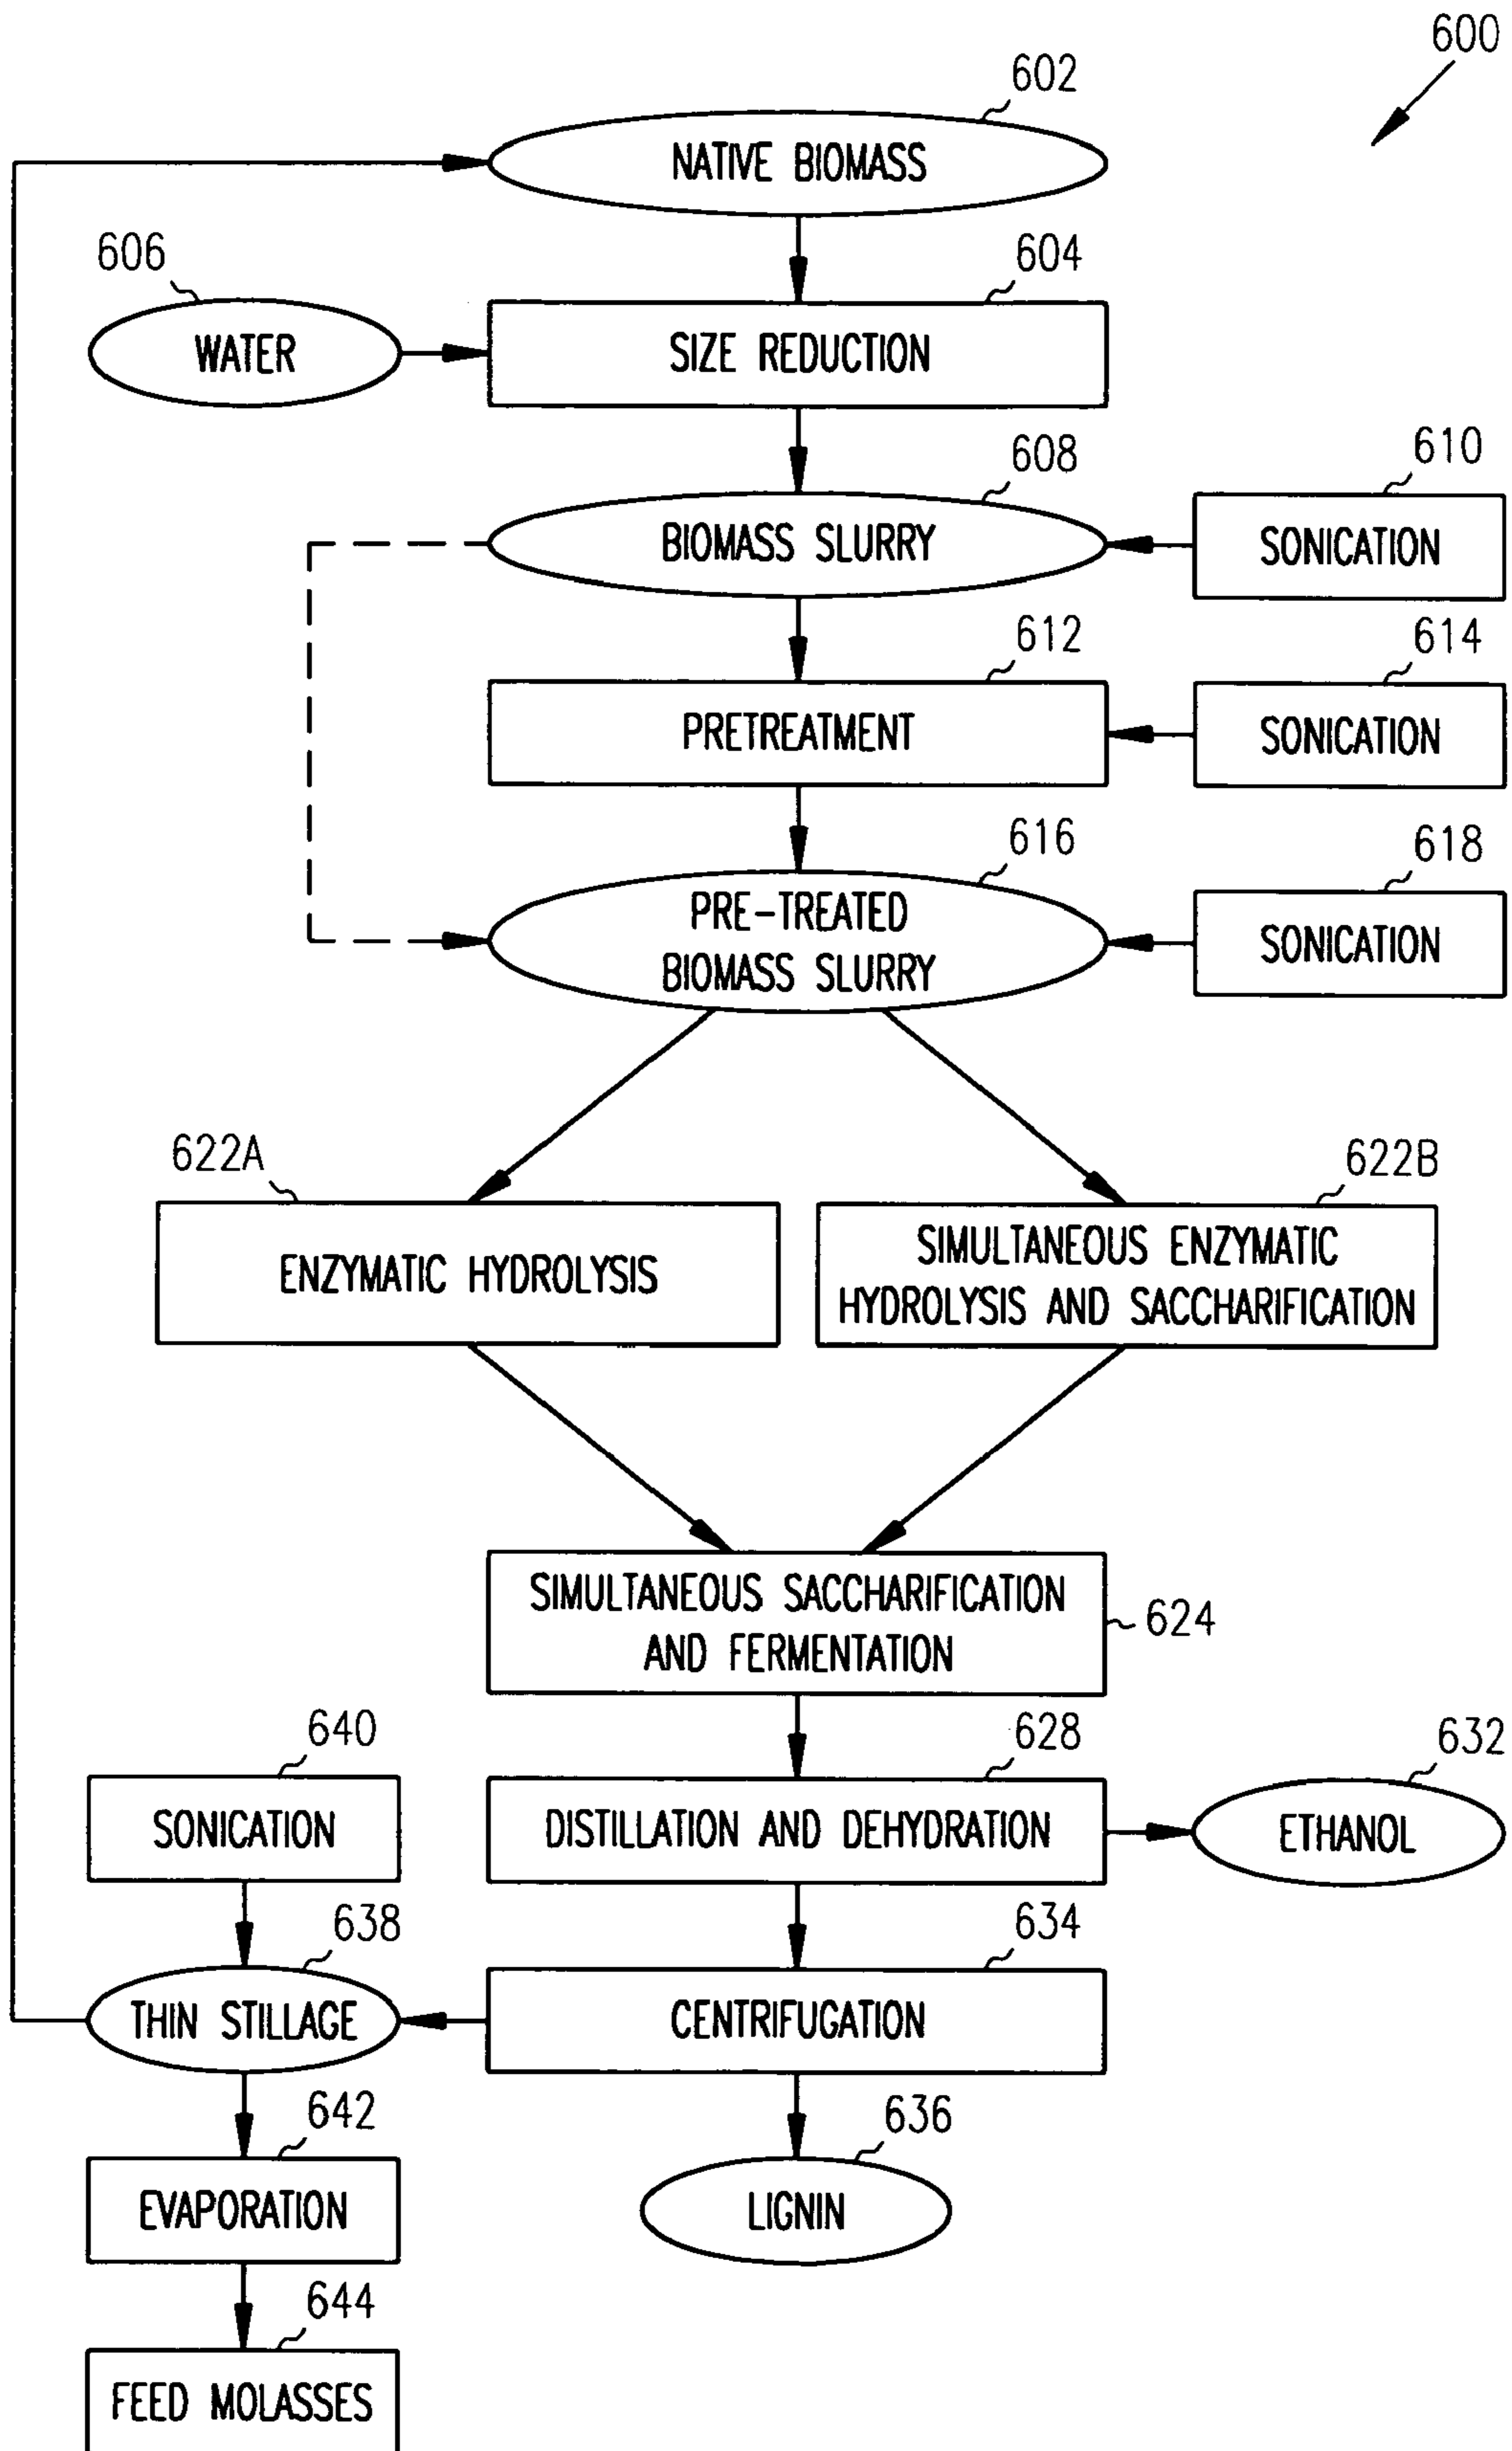 600
602
NATIVE BIOMASS
606
604
WATER
SIZE REDUCTION
608
610
BIOMASS SLURRY
SONICATION
612
614
PRETREATMENT
SONICATION
616
618
PRE-TREATED
BIOMASS SLURRY
SONICATION
622A
622B
ENZYMATIC HYDROLYSIS
SIMULTANEOUS ENZYMATIC
HYDROLYSIS AND SACCHARIFICATION
SIMULTANEOUS SACCHARIFICATION
AND FERMENTATION
624
640
628
632
SONICATION
DISTILLATION AND DEHYDRATION
ETHANOL
638
634
THIN STILLAGE
CENTRIFUGATION
642
636
EVAPORATION
LIGNIN
644
FEED MOLASSES